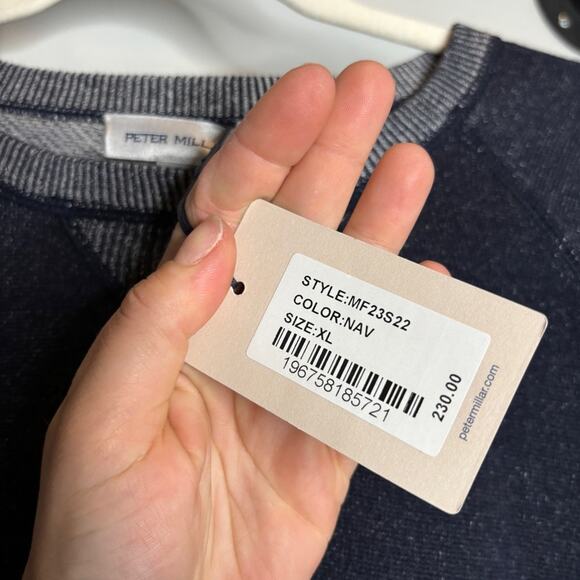 PETER MILL
STYLE:MF23S22
COLOR:NAV
SIZE:XL
196758185721
230.00
petermillar.com